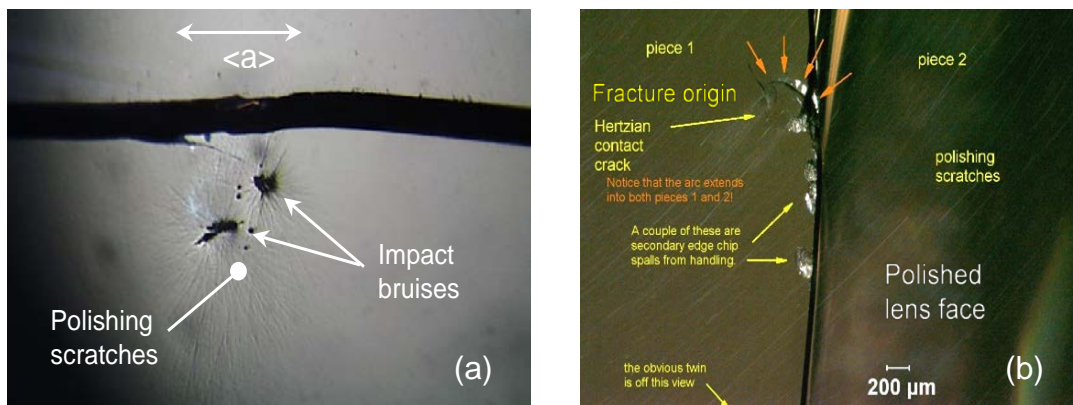 <a>
Impact
bruises
Polishing
scratches
(a)
piece 1
piece 2
Fracture origin
Hertzian
contact
crack
Notice that the arc extends
into both pieces 1 and 2!
polishing
scratches
A couple of these are
secondary edge chip
spalls from handling.
Polished
lens face
the obvious twin
is off this view
200 µm
(b)